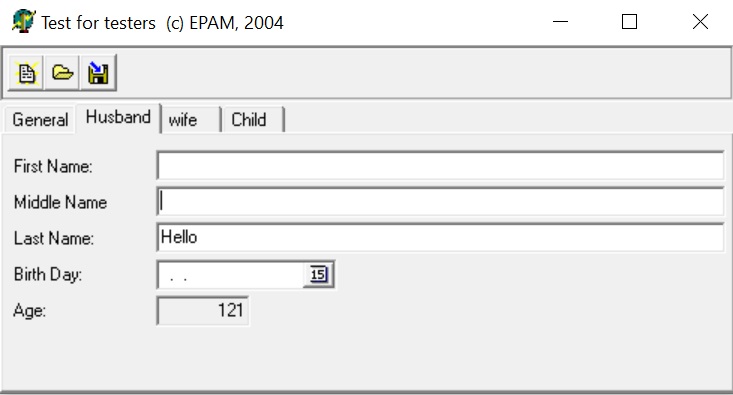 Test for testers (c) EPAM, 2004
General Husband wife Child
First Name:
Middle Name
Last Name: Hello
Birth Day: . . 15
Age: 121